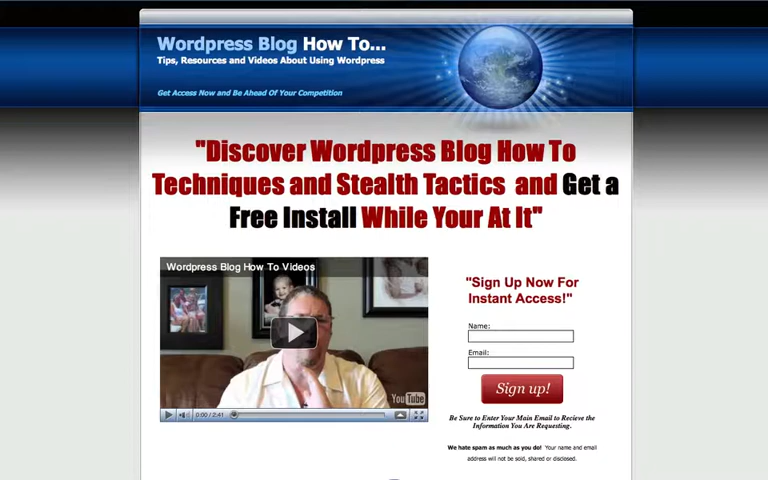 Wordpress Blog How To...
Tips, Resources and Videos About Using Wordpress
Get Access Now and Be Ahead Of Your Competition
"Discover Wordpress Blog How To
Techniques and Stealth Tactics and Get a
Free Install While Your At It"
Wordpress Blog How To Videos
YouTube
0:00 / 2:41
"Sign Up Now For
Instant Access!"
Name:
Email:
Sign up!
Be Sure to Enter Your Main Email to Recieve the
Information You Are Requesting.
We hate spam as much as you do! Your name and email
address will not be sold, shared or disclosed.